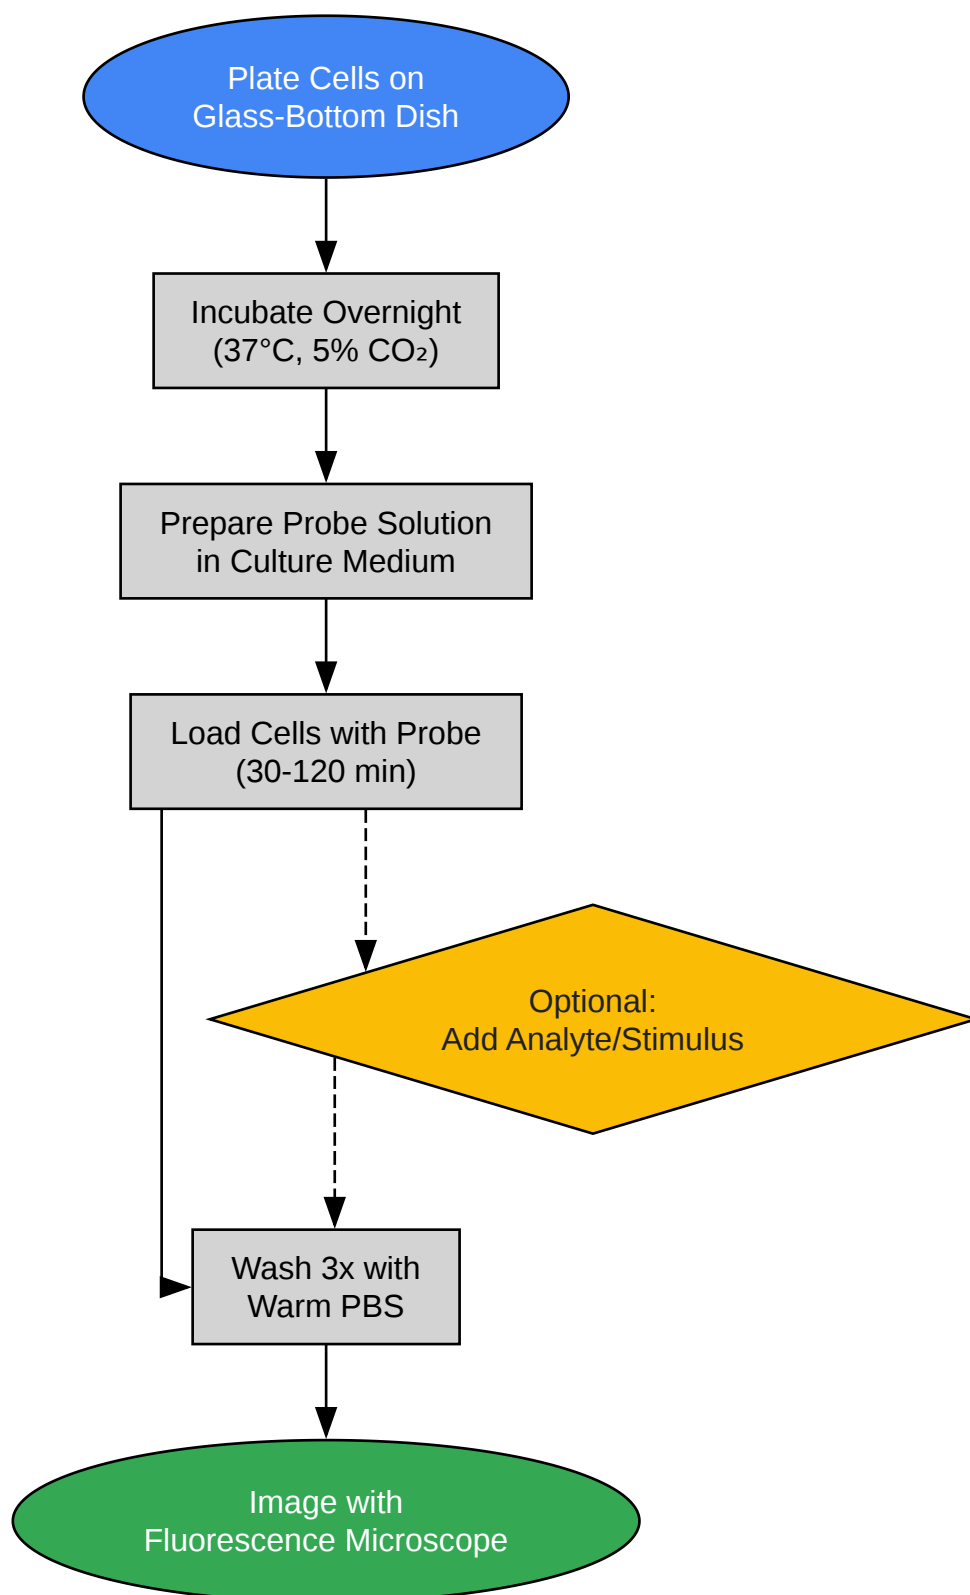 Plate Cells on
Glass-Bottom Dish
Incubate Overnight
(37°C, 5% CO₂)
Prepare Probe Solution
in Culture Medium
Load Cells with Probe
(30-120 min)
Optional:
Add Analyte/Stimulus
Wash 3x with
Warm PBS
Image with
Fluorescence Microscope